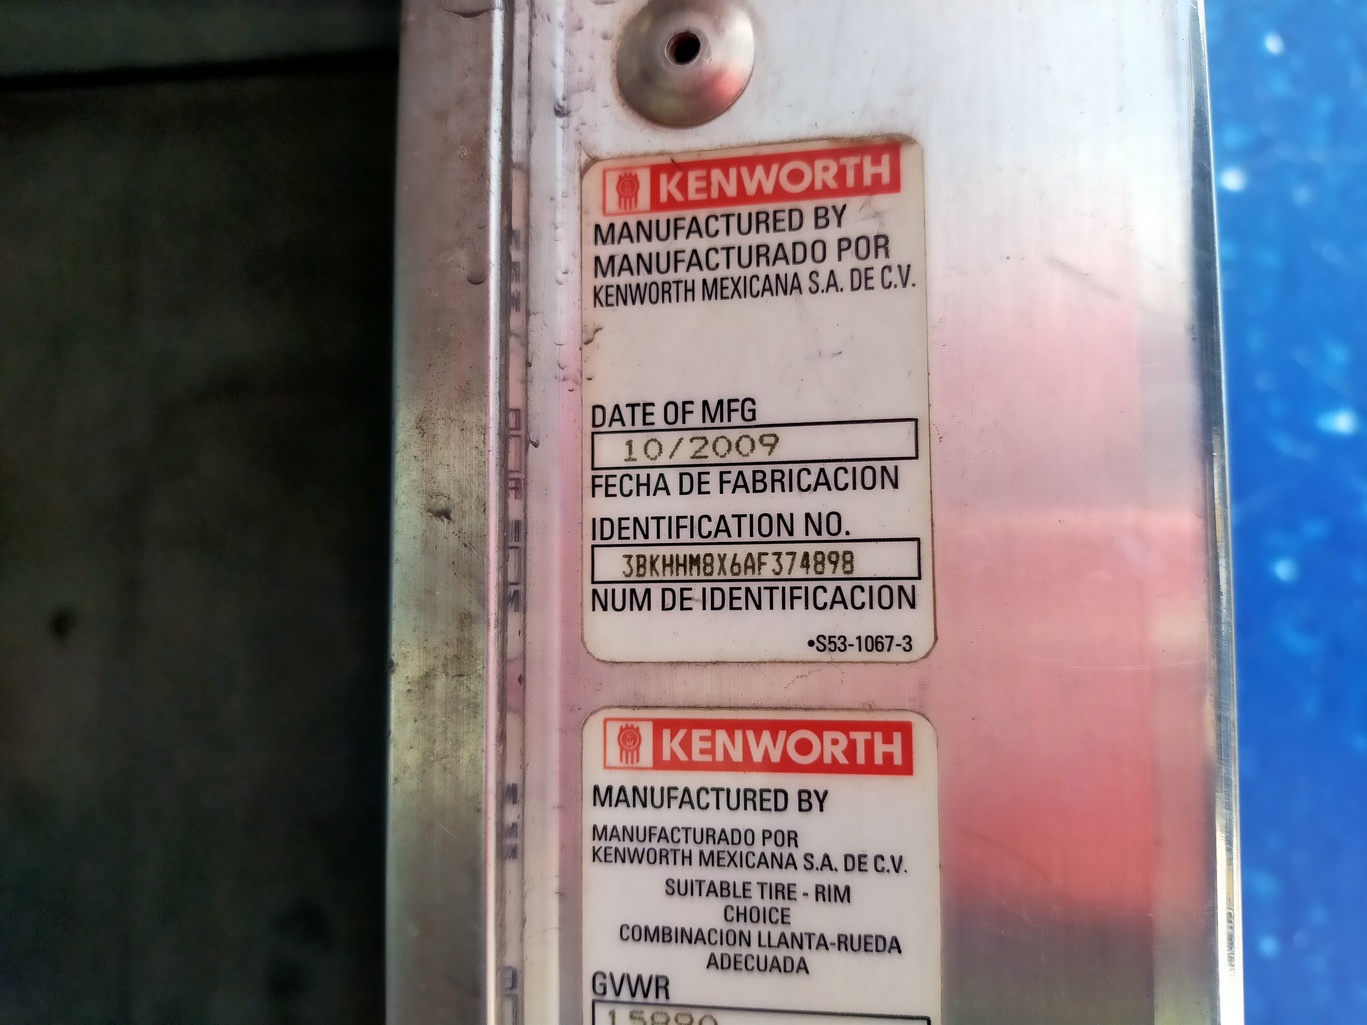 KENWORTH
MANUFACTURED BY
MANUFACTURADO POR
KENWORTH MEXICANA S.A. DE C.V.
DATE OF MFG
10/2009
FECHA DE FABRICACION
IDENTIFICATION NO.
3BKHHM8X6AF374898
NUM DE IDENTIFICACION
•S53-1067-3
KENWORTH
MANUFACTURED BY
MANUFACTURADO POR
KENWORTH MEXICANA S.A. DE C.V.
SUITABLE TIRE - RIM
CHOICE
COMBINACION LLANTA-RUEDA
ADECUADA
GVWR